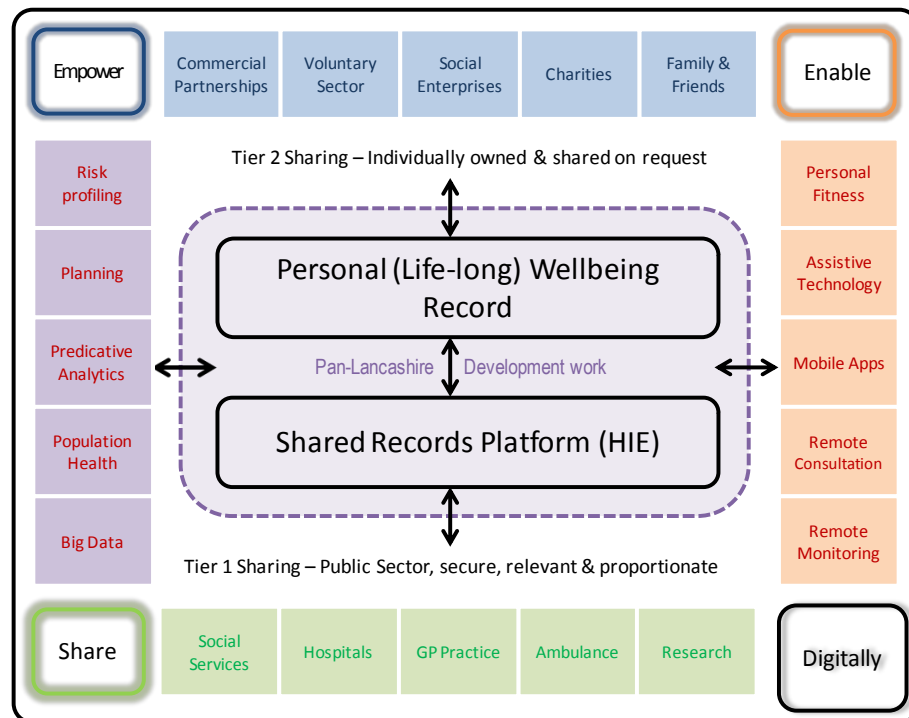 Empower
Commercial
Partnerships
Voluntary
Sector
Social
Enterprises
Charities
Family &
Friends
Enable
Risk
profiling
Planning
Predicative
Analytics
Population
Health
Big Data
Tier 2 Sharing – Individually owned & shared on request
Personal (Life-long) Wellbeing
Record
Pan-Lancashire Development work
Shared Records Platform (HIE)
Tier 1 Sharing – Public Sector, secure, relevant & proportionate
Personal
Fitness
Assistive
Technology
Mobile Apps
Remote
Consultation
Remote
Monitoring
Share
Social
Services
Hospitals
GP Practice
Ambulance
Research
Digitally